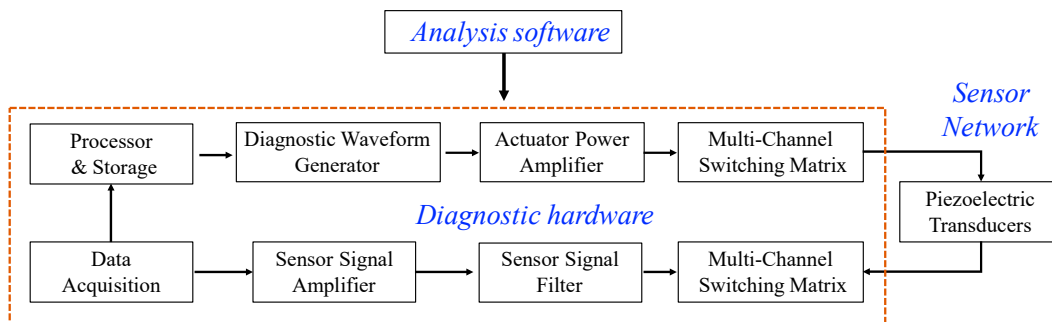 Analysis software
Sensor
Network
Processor
& Storage
Diagnostic Waveform
Generator
Actuator Power
Amplifier
Multi-Channel
Switching Matrix
Piezoelectric
Transducers
Diagnostic hardware
Data
Acquisition
Sensor Signal
Amplifier
Sensor Signal
Filter
Multi-Channel
Switching Matrix